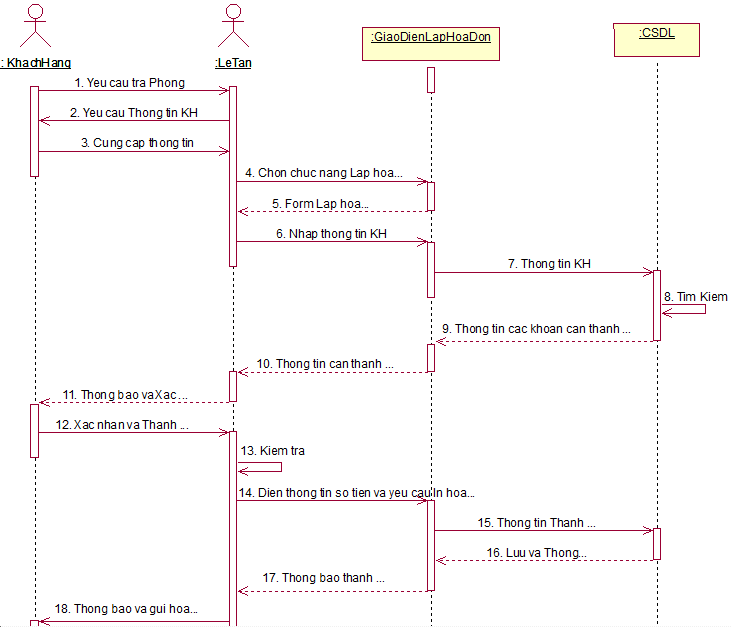 :GiaoDienLapHoaDon
:CSDL
: KhachHang
:LeTan
1. Yeu cau tra Phong
2. Yeu cau Thong tin KH
3. Cung cap thong tin
4. Chon chuc nang Lap hoa...
5. Form Lap hoa...
6. Nhap thong tin KH
7. Thong tin KH
8. Tim Kiem
9. Thong tin cac khoan can thanh ...
10. Thong tin can thanh ...
11. Thong bao va Xac ...
12. Xac nhan va Thanh ...
13. Kiem tra
14. Dien thong tin so tien va yeu cau In hoa...
15. Thong tin Thanh ...
16. Luu va Thong...
17. Thong bao thanh ...
18. Thong bao va gui hoa...